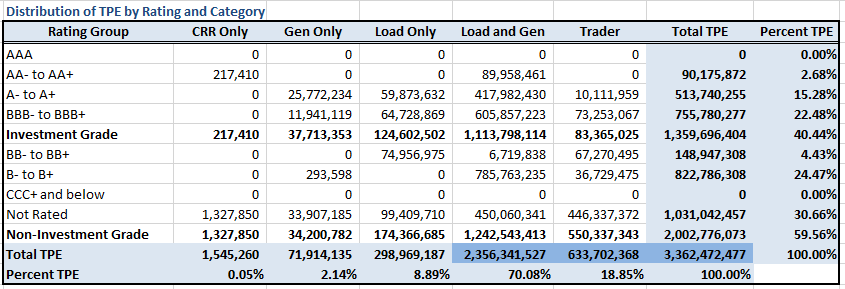 Distribution of TPE by Rating and Category
Rating Group CRR Only Gen Only Load Only Load and Gen Trader Total TPE Percent TPE
AAA 0 0 0 0 0 0 0.00%
AA- to AA+ 217,410 0 0 89,958,461 0 90,175,872 2.68%
A- to A+ 0 25,772,234 59,873,632 417,982,430 10,111,959 513,740,255 15.28%
BBB- to BBB+ 0 11,941,119 64,728,869 605,857,223 73,253,067 755,780,277 22.48%
Investment Grade 217,410 37,713,353 124,602,502 1,113,798,114 83,365,025 1,359,696,404 40.44%
BB- to BB+ 0 0 74,956,975 6,719,838 67,270,495 148,947,308 4.43%
B- to B+ 0 293,598 0 785,763,235 36,729,475 822,786,308 24.47%
CCC+ and below 0 0 0 0 0 0 0.00%
Not Rated 1,327,850 33,907,185 99,409,710 450,060,341 446,337,372 1,031,042,457 30.66%
Non-Investment Grade 1,327,850 34,200,782 174,366,685 1,242,543,413 550,337,343 2,002,776,073 59.56%
Total TPE 1,545,260 71,914,135 298,969,187 2,356,341,527 633,702,368 3,362,472,477 100.00%
Percent TPE 0.05% 2.14% 8.89% 70.08% 18.85% 100.00%